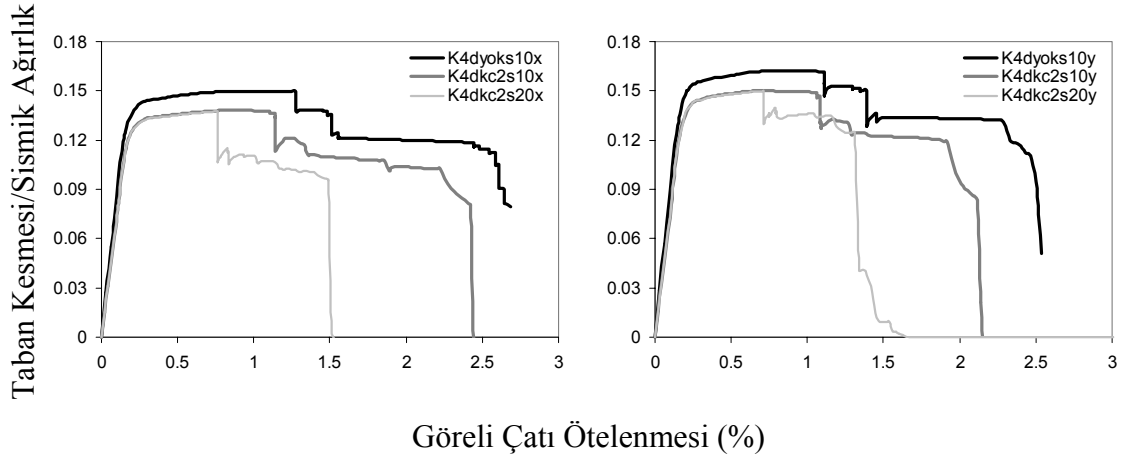 Taban Kesmesi/Sismik Ağırlık
0.18
0.15
0.12
0.09
0.06
0.03
0
0 0.5 1 1.5 2 2.5 3
K4dyoks10x
K4dkc2s10x
K4dkc2s20x
0.18
0.15
0.12
0.09
0.06
0.03
0
0 0.5 1 1.5 2 2.5 3
K4dyoks10y
K4dkc2s10y
K4dkc2s20y
Göreli Çatı Ötelenmesi (%)